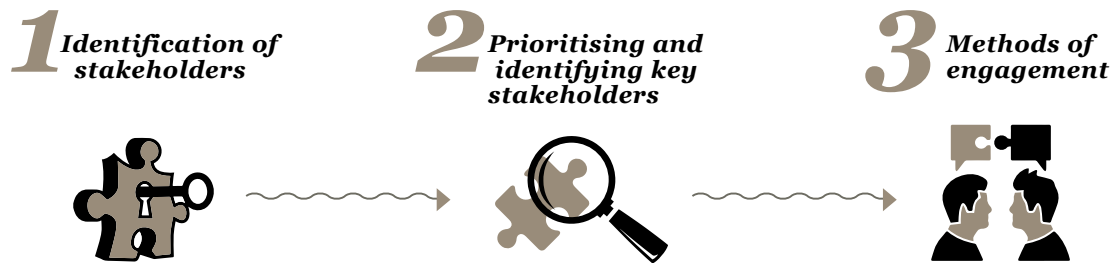 1 Identification of
stakeholders
2 Prioritising and
identifying key
stakeholders
3 Methods of
engagement